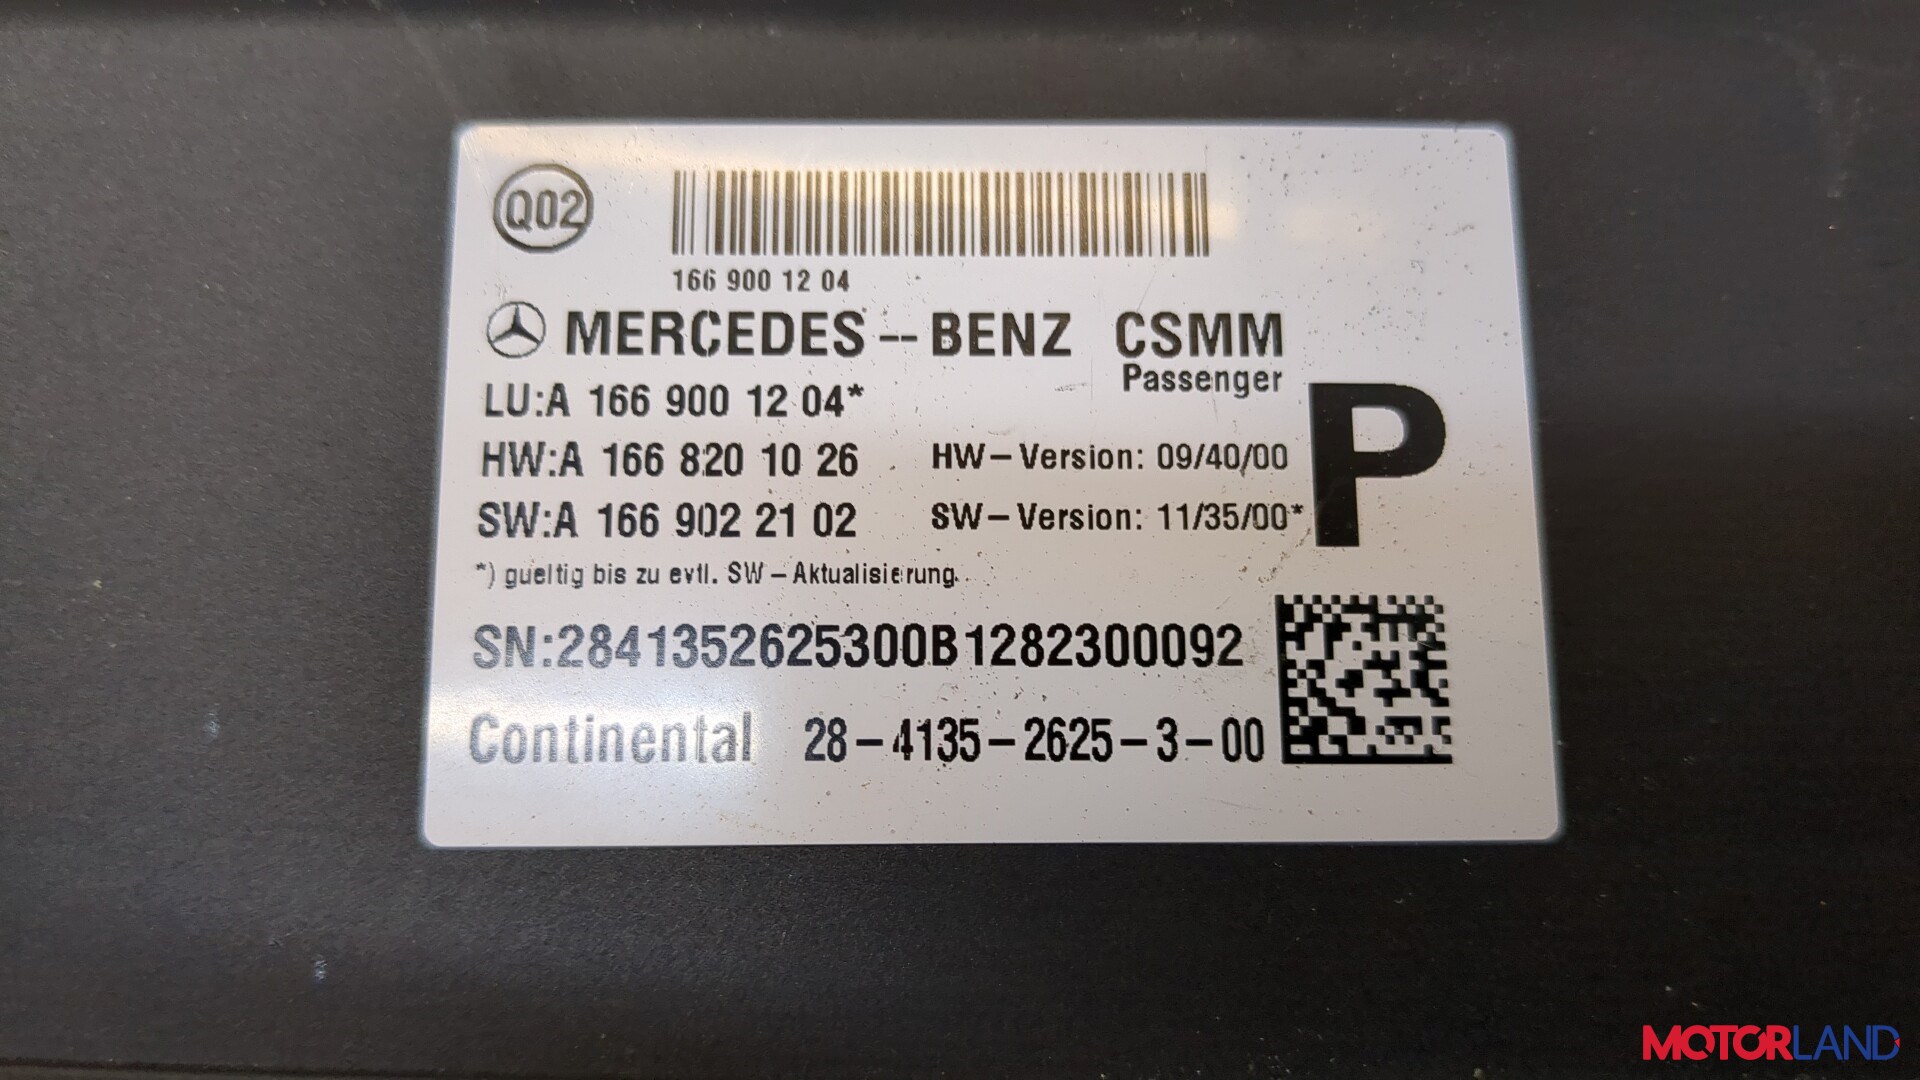 Q02
166 900 12 04
MERCEDES--BENZ CSMM
Passenger
P
LU:A 166 900 12 04*
HW:A 166 820 10 26 HW-Version: 09/40/00
SW:A 166 902 21 02 SW-Version: 11/35/00*
*) gueltig bis zu evtl. SW-Aktualisierung.
SN:2841352625300B1282300092
Continental 28-4135-2625-3-00
MOTORLAND